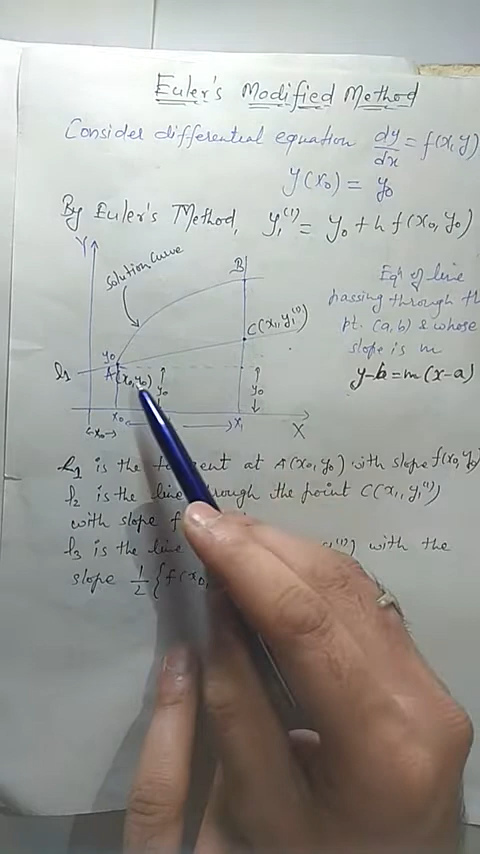 Euler's Modified Method
Consider differential equation dy/dx = f(x,y)
y(x₀) = y₀
By Euler's Method, y₁⁽¹⁾ = y₀ + h f(x₀, y₀)
Y
Solution Curve
B
C(x₁, y₁⁽¹⁾)
l₁
y₀
A(x₀, y₀)
y₀
y₀
x₀
x₀
x₁
X
Eqⁿ of line
passing through
pt. (a, b) & whose
slope is m
y-b=m(x-a)
l₁ is the tangent at A(x₀, y₀) with slope f(x₀, y₀)
l₂ is the line through the point C(x₁, y₁⁽¹⁾)
with slope f
l₃ is the line y₁⁽¹⁾) with the
slope 1/2 {f(x₀,